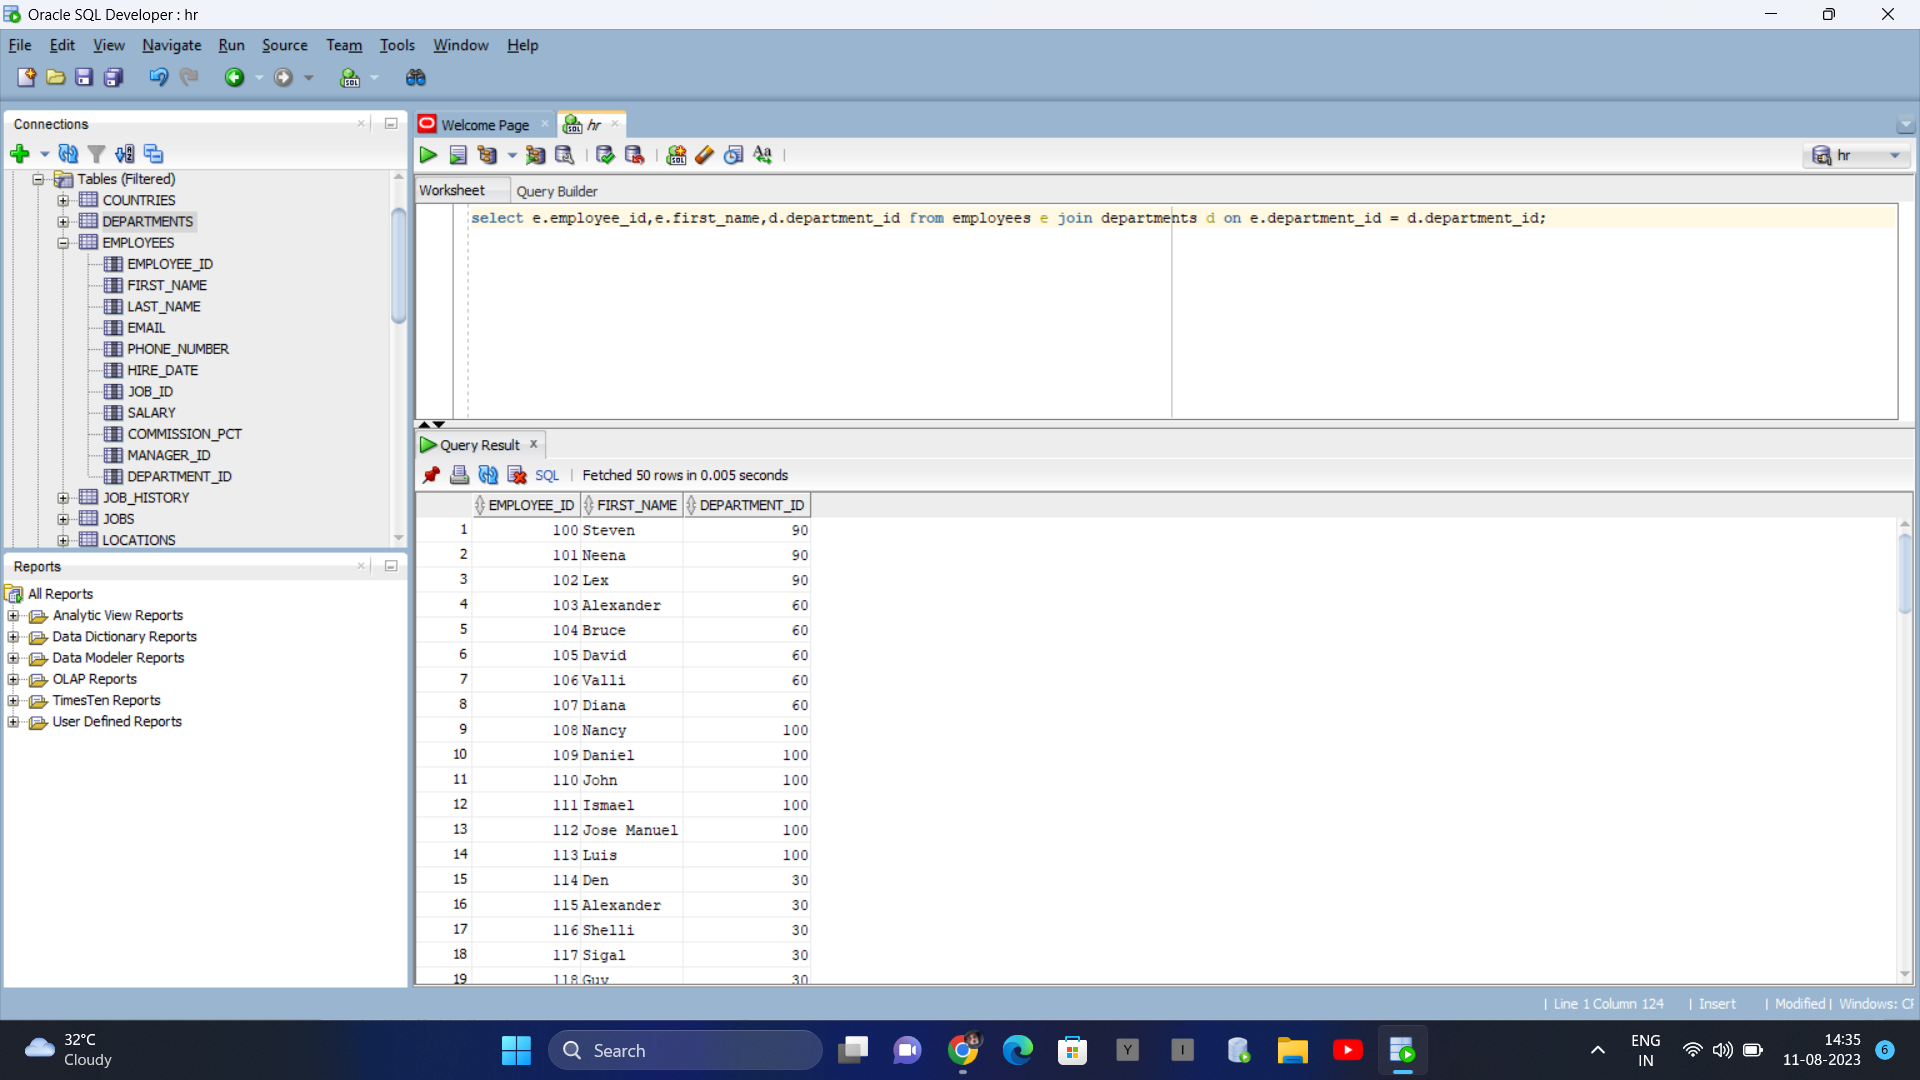 Oracle SQL Developer : hr
File Edit View Navigate Run Source Team Tools Window Help
Connections
Tables (Filtered)
COUNTRIES
DEPARTMENTS
EMPLOYEES
EMPLOYEE_ID
FIRST_NAME
LAST_NAME
EMAIL
PHONE_NUMBER
HIRE_DATE
JOB_ID
SALARY
COMMISSION_PCT
MANAGER_ID
DEPARTMENT_ID
JOB_HISTORY
JOBS
LOCATIONS
Reports
All Reports
Analytic View Reports
Data Dictionary Reports
Data Modeler Reports
OLAP Reports
TimesTen Reports
User Defined Reports
Welcome Page hr
hr
Worksheet Query Builder
select e.employee_id,e.first_name,d.department_id from employees e join departments d on e.department_id = d.department_id;
Query Result
SQL | Fetched 50 rows in 0.005 seconds
EMPLOYEE_ID FIRST_NAME DEPARTMENT_ID
1 100 Steven 90
2 101 Neena 90
3 102 Lex 90
4 103 Alexander 60
5 104 Bruce 60
6 105 David 60
7 106 Valli 60
8 107 Diana 60
9 108 Nancy 100
10 109 Daniel 100
11 110 John 100
12 111 Ismael 100
13 112 Jose Manuel 100
14 113 Luis 100
15 114 Den 30
16 115 Alexander 30
17 116 Shelli 30
18 117 Sigal 30
19 118 Guy 30
| Line 1 Column 124 | Insert | Modified | Windows: CF
32°C
Cloudy
Search
Y
I
ENG
IN
14:35
11-08-2023
6